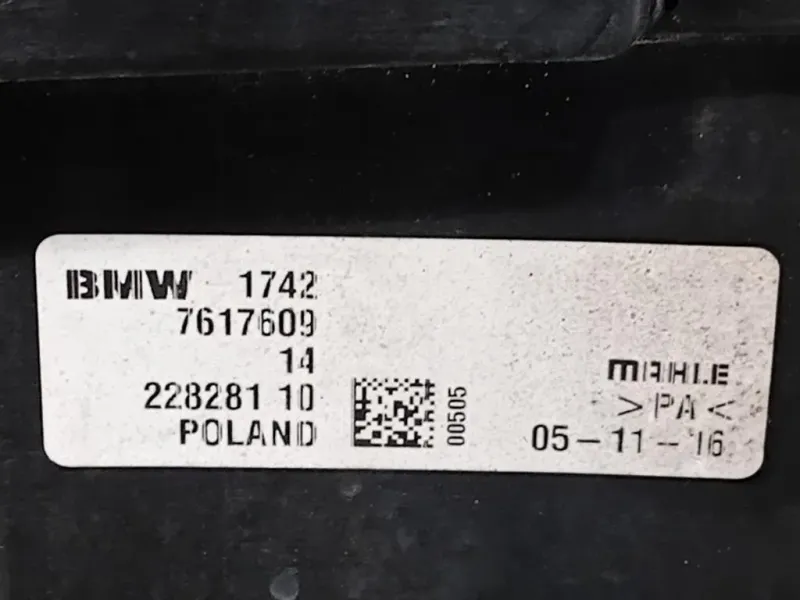 BMW 1742
7617609
14
228281 10
POLAND
00505
MAHLE
>PA<
05-11-16